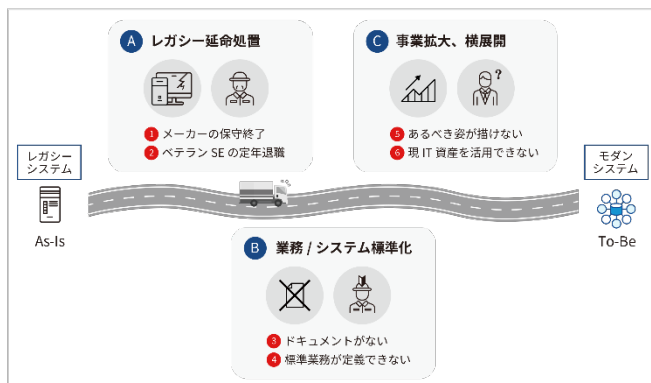 A レガシー延命処置
1 メーカーの保守終了
2 ベテラン SE の定年退職
C 事業拡大、横展開
?
5 あるべき姿が描けない
6 現 IT 資産を活用できない
レガシー
システム
As-Is
モダン
システム
To-Be
B 業務 / システム標準化
3 ドキュメントがない
4 標準業務が定義できない